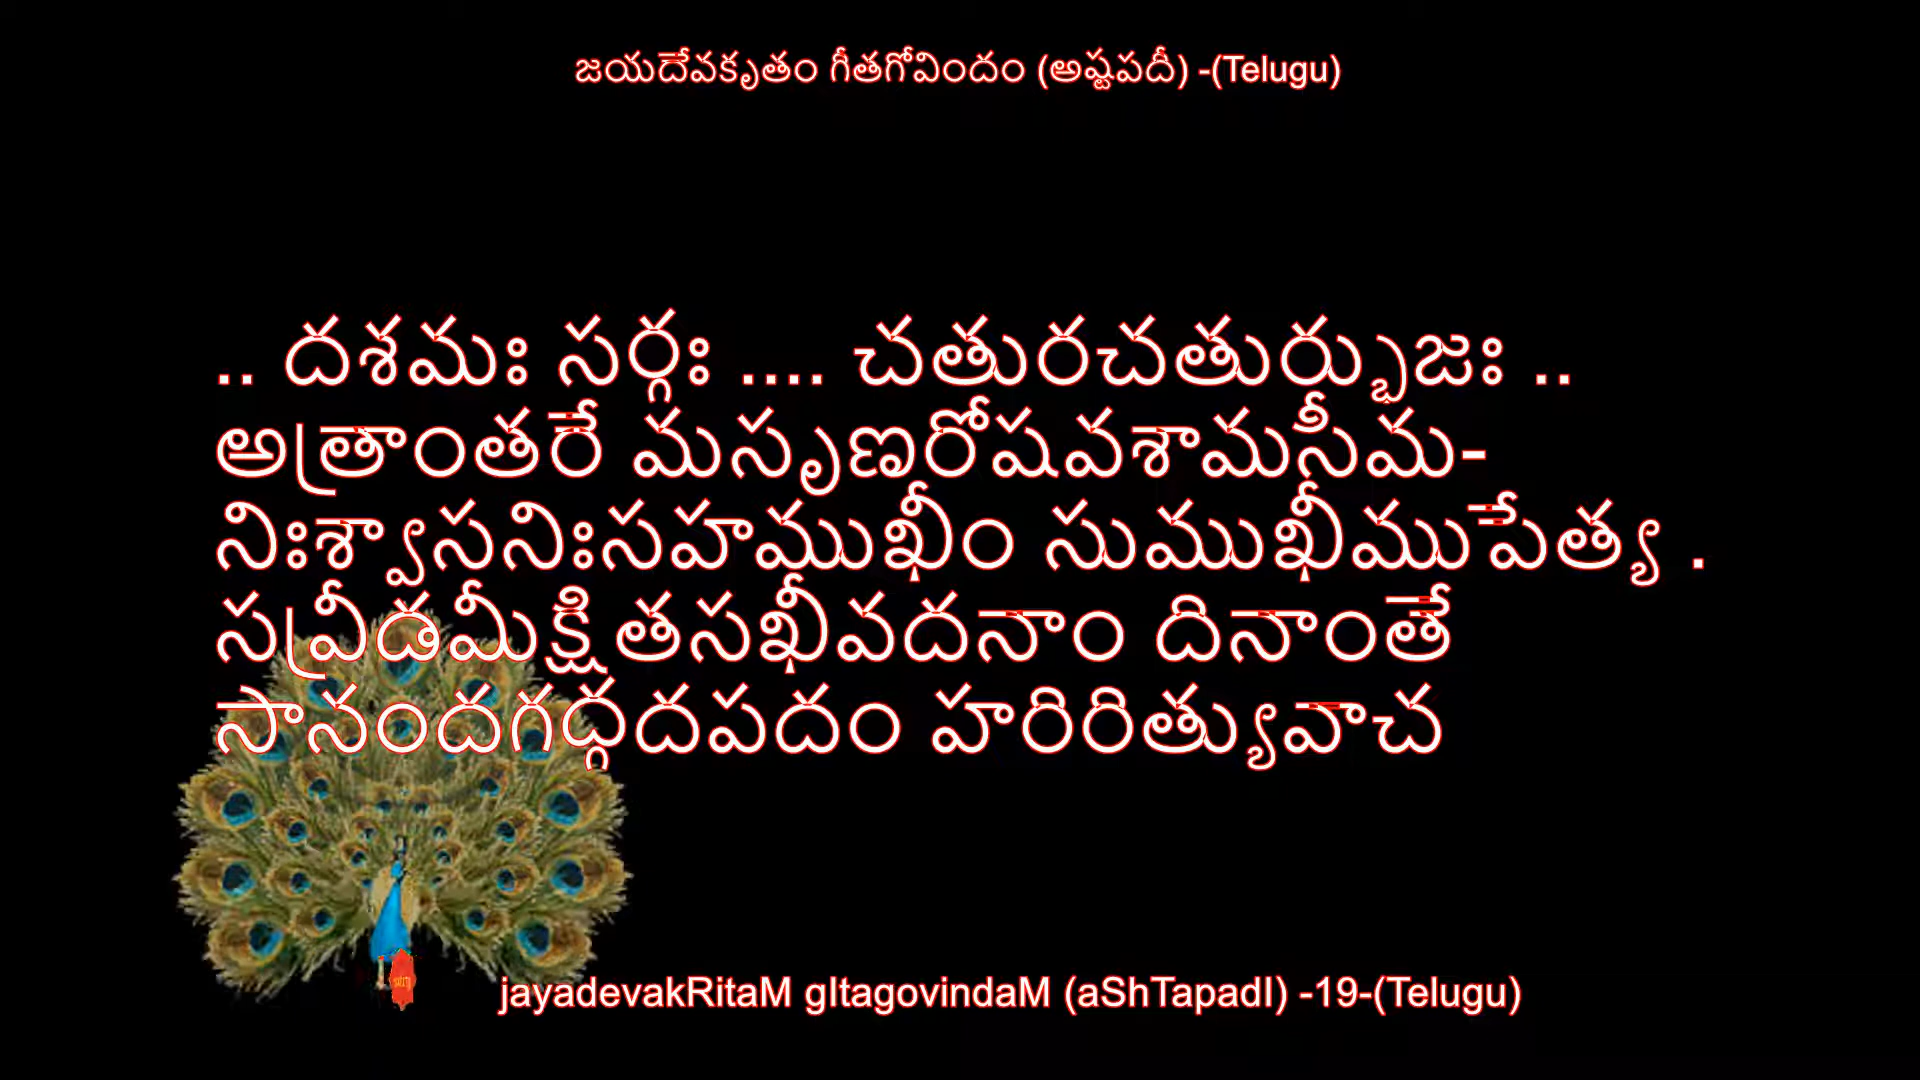 జయదేవకృతం గీతగోవిందం (అష్టపదీ) -(Telugu)
.. దశమః సర్గః .... చతురచతుర్భుజః ..
అత్రాంతరే మసృణరోషవశామసీమ-
నిఃశ్వాసనిఃసహముఖీం సుముఖీముపేత్య .
సవ్రీడమీక్షితసఖీవదనాం దినాంతే
సానందగద్గదపదం హరిరిత్యువాచ
jayadevakRitaM gItagovindaM (aShTapadI) -19-(Telugu)